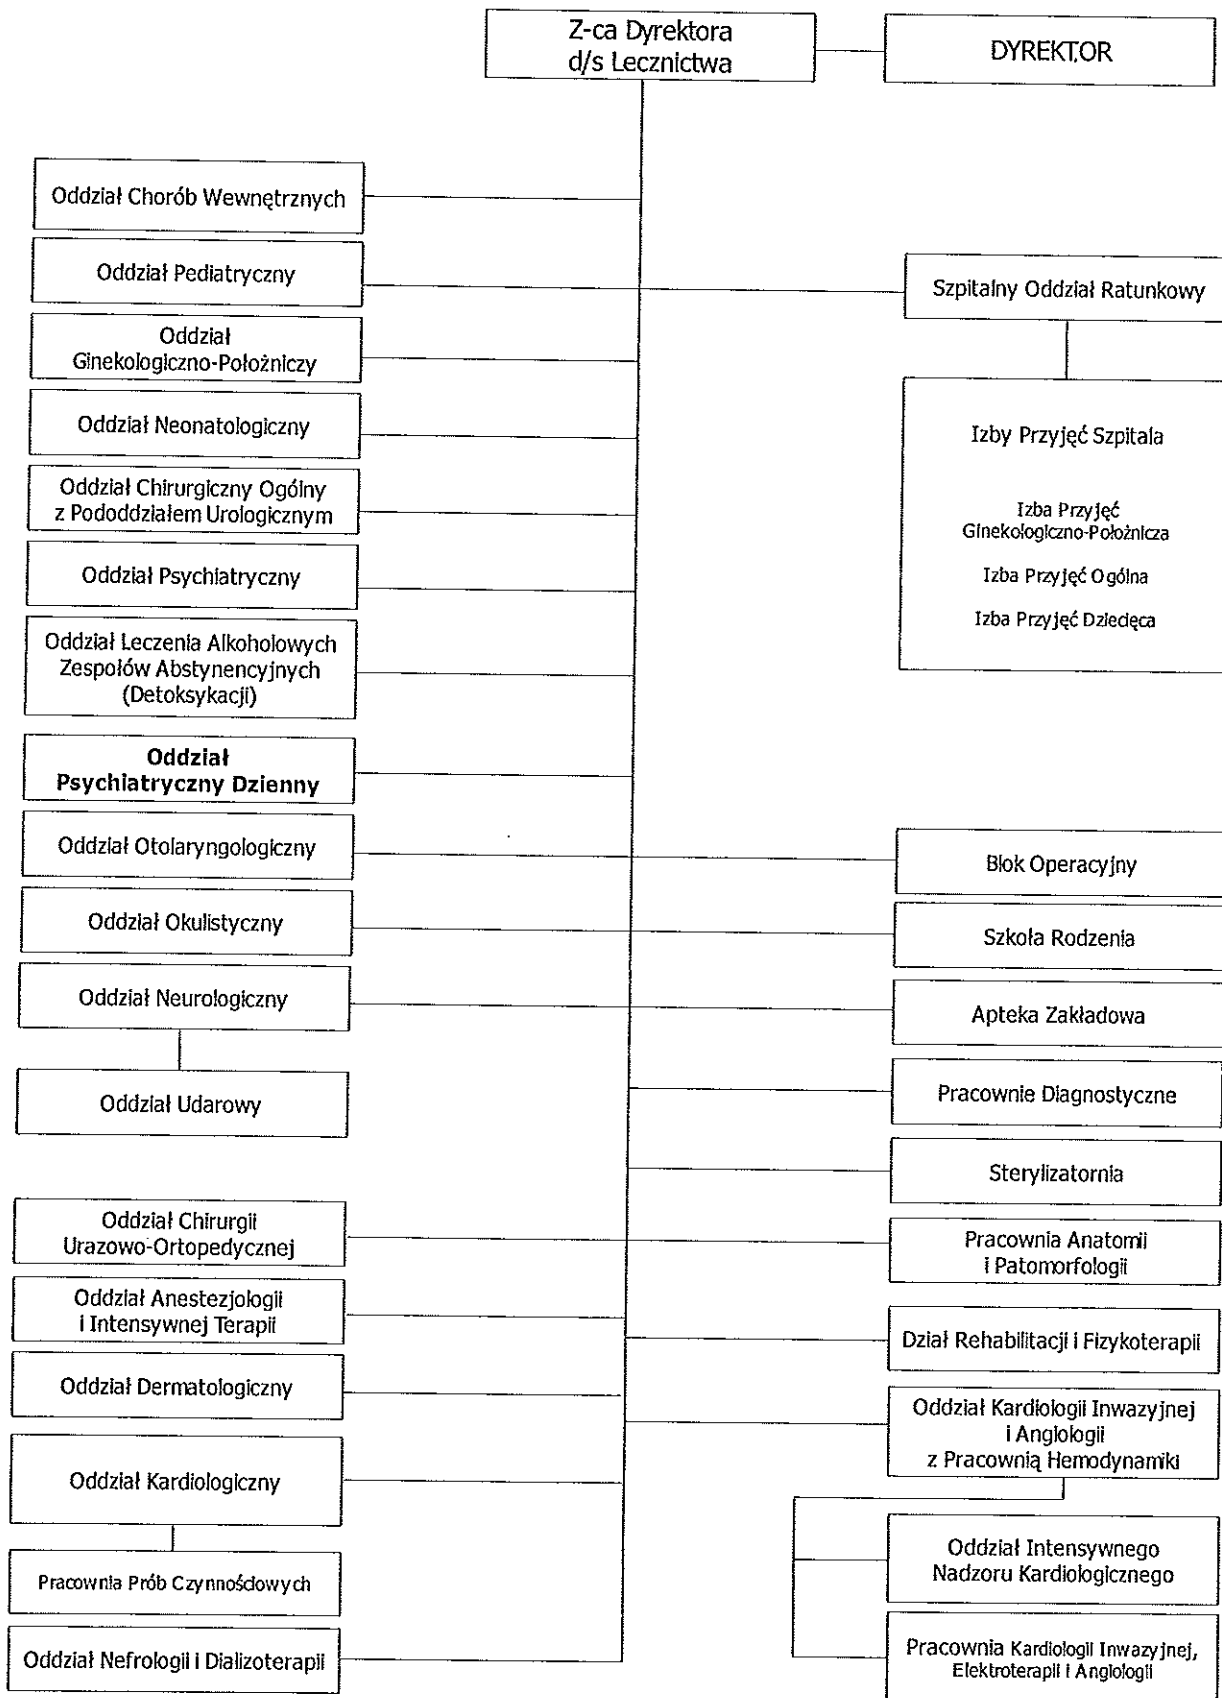 Z-ca Dyrektora
d/s Lecznictwa
DYREKTOR
Oddział Chorób Wewnętrznych
Oddział Pediatryczny
Oddział
Ginekologiczno-Położniczy
Oddział Neonatologiczny
Oddział Chirurgiczny Ogólny
z Pododdziałem Urologicznym
Oddział Psychiatryczny
Oddział Leczenia Alkoholowych
Zespołów Abstynencyjnych
(Detoksykacji)
Oddział
Psychiatryczny Dzienny
Oddział Otolaryngologiczny
Oddział Okulistyczny
Oddział Neurologiczny
Oddział Udarowy
Oddział Chirurgii
Urazowo-Ortopedycznej
Oddział Anestezjologii
i Intensywnej Terapii
Oddział Dermatologiczny
Oddział Kardiologiczny
Pracownia Prób Czynnościowych
Oddział Nefrologii i Dializoterapii
Szpitalny Oddział Ratunkowy
Izby Przyjęć Szpitala
Izba Przyjęć
Ginekologiczno-Położnicza
Izba Przyjęć Ogólna
Izba Przyjęć Dziecięca
Blok Operacyjny
Szkoła Rodzenia
Apteka Zakładowa
Pracownie Diagnostyczne
Sterylizatornia
Pracownia Anatomii
i Patomorfologii
Dział Rehabilitacji i Fizykoterapii
Oddział Kardiologii Inwazyjnej
i Angiologii
z Pracownią Hemodynamiki
Oddział Intensywnego
Nadzoru Kardiologicznego
Pracownia Kardiologii Inwazyjnej,
Elektroterapii i Angiologii